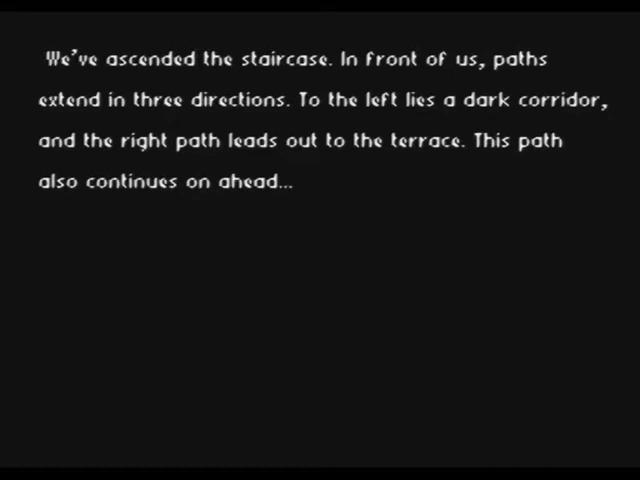 We've ascended the staircase. In front of us, paths
extend in three directions. To the left lies a dark corridor,
and the right path leads out to the terrace. This path
also continues on ahead...